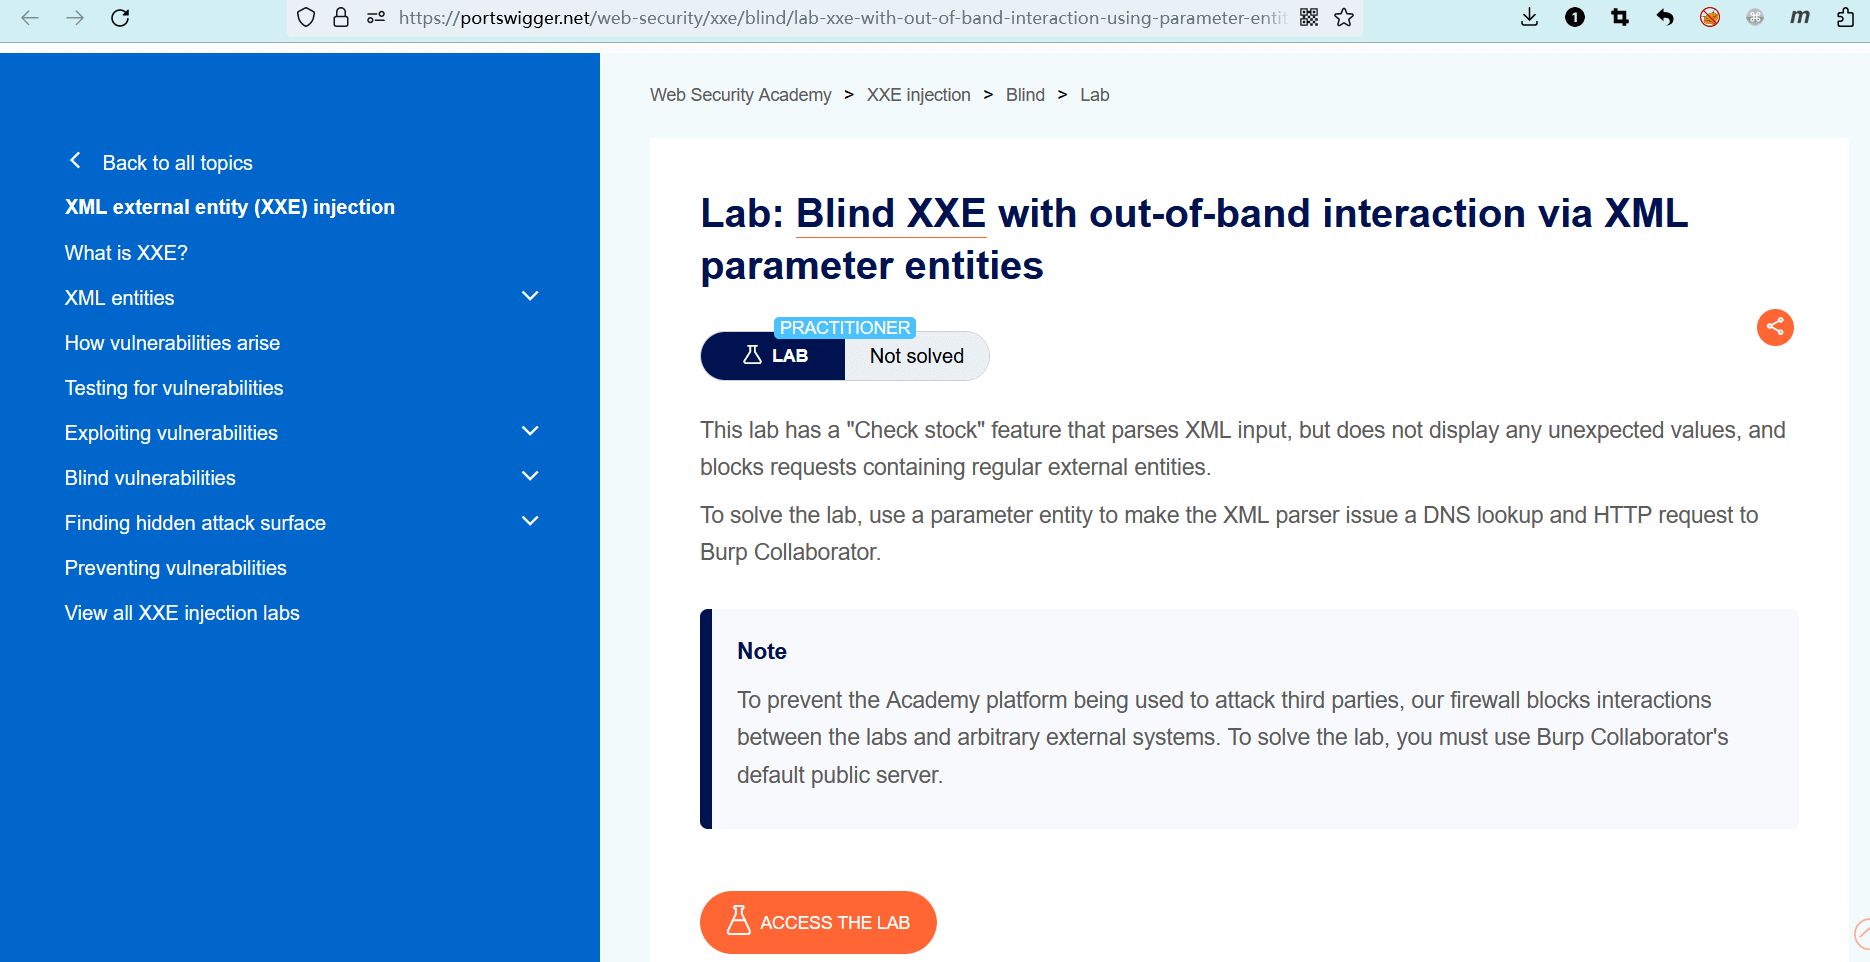 https://portswigger.net/web-security/xxe/blind/lab-xxe-with-out-of-band-interaction-using-parameter-entit
1
m
Web Security Academy > XXE injection > Blind > Lab
Back to all topics
XML external entity (XXE) injection
What is XXE?
XML entities
How vulnerabilities arise
Testing for vulnerabilities
Exploiting vulnerabilities
Blind vulnerabilities
Finding hidden attack surface
Preventing vulnerabilities
View all XXE injection labs
Lab: Blind XXE with out-of-band interaction via XML
parameter entities
PRACTITIONER
LAB Not solved
This lab has a "Check stock" feature that parses XML input, but does not display any unexpected values, and
blocks requests containing regular external entities.
To solve the lab, use a parameter entity to make the XML parser issue a DNS lookup and HTTP request to
Burp Collaborator.
Note
To prevent the Academy platform being used to attack third parties, our firewall blocks interactions
between the labs and arbitrary external systems. To solve the lab, you must use Burp Collaborator's
default public server.
ACCESS THE LAB